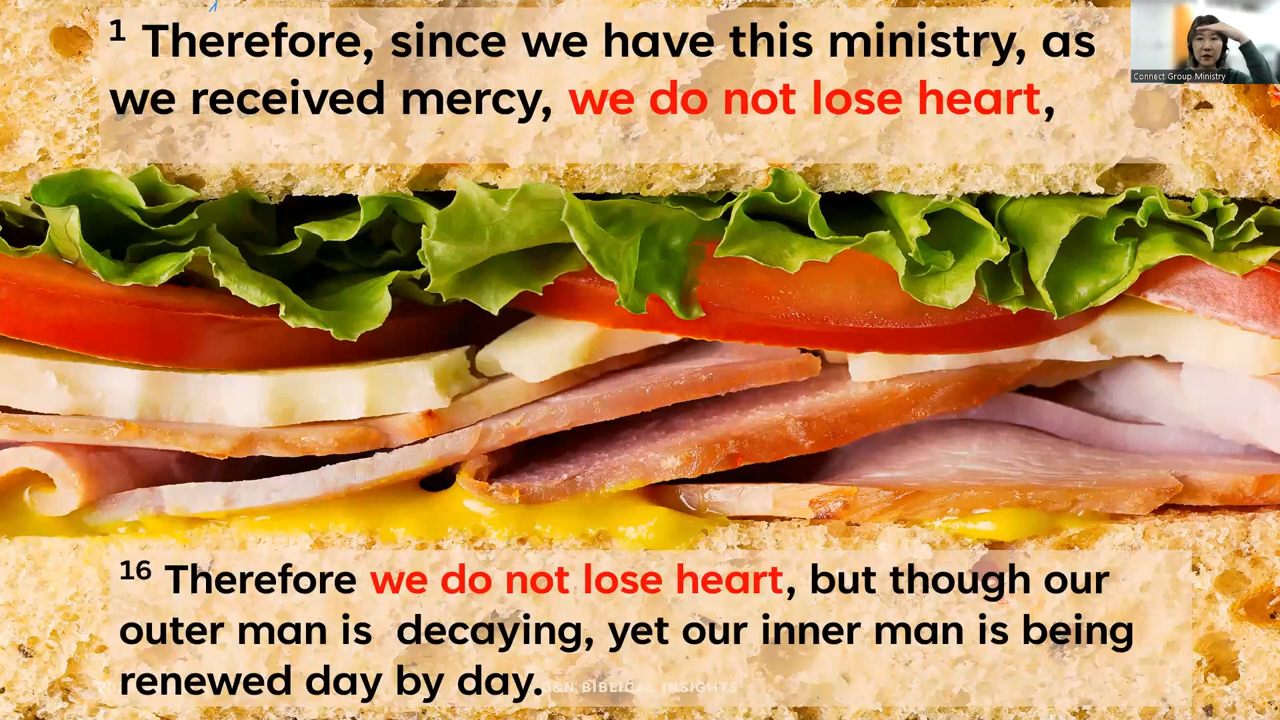 1 Therefore, since we have this ministry, as
we received mercy, we do not lose heart,
Connect Group Ministry
16 Therefore we do not lose heart, but though our
outer man is decaying, yet our inner man is being
renewed day by day.
&N BIBLICAL INSIGHTS